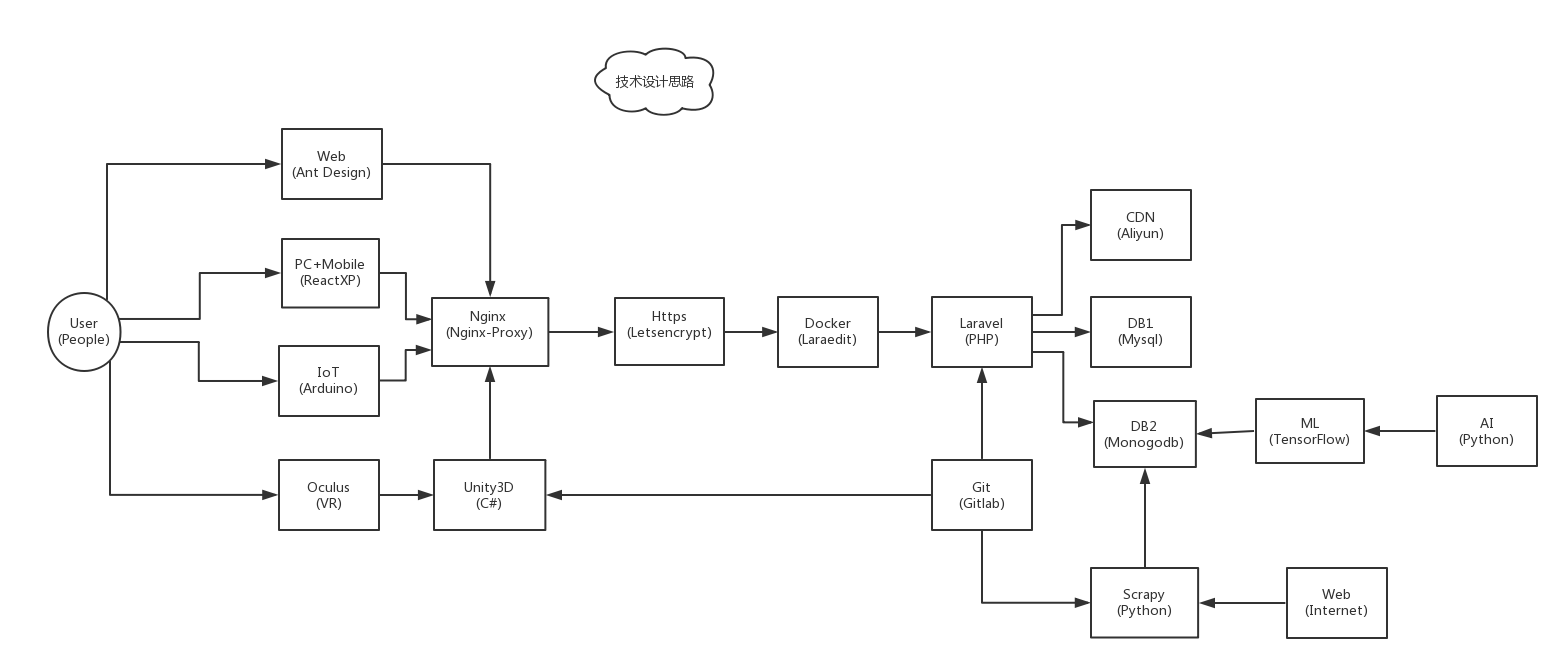 技术设计思路
Web
(Ant Design)
CDN
(Aliyun)
PC+Mobile
(ReactXP)
User
(People)
Nginx
(Nginx-Proxy)
Https
(Letsencrypt)
Docker
(Laraedit)
Laravel
(PHP)
DB1
(Mysql)
IoT
(Arduino)
DB2
(Monogodb)
ML
(TensorFlow)
AI
(Python)
Oculus
(VR)
Unity3D
(C#)
Git
(Gitlab)
Scrapy
(Python)
Web
(Internet)